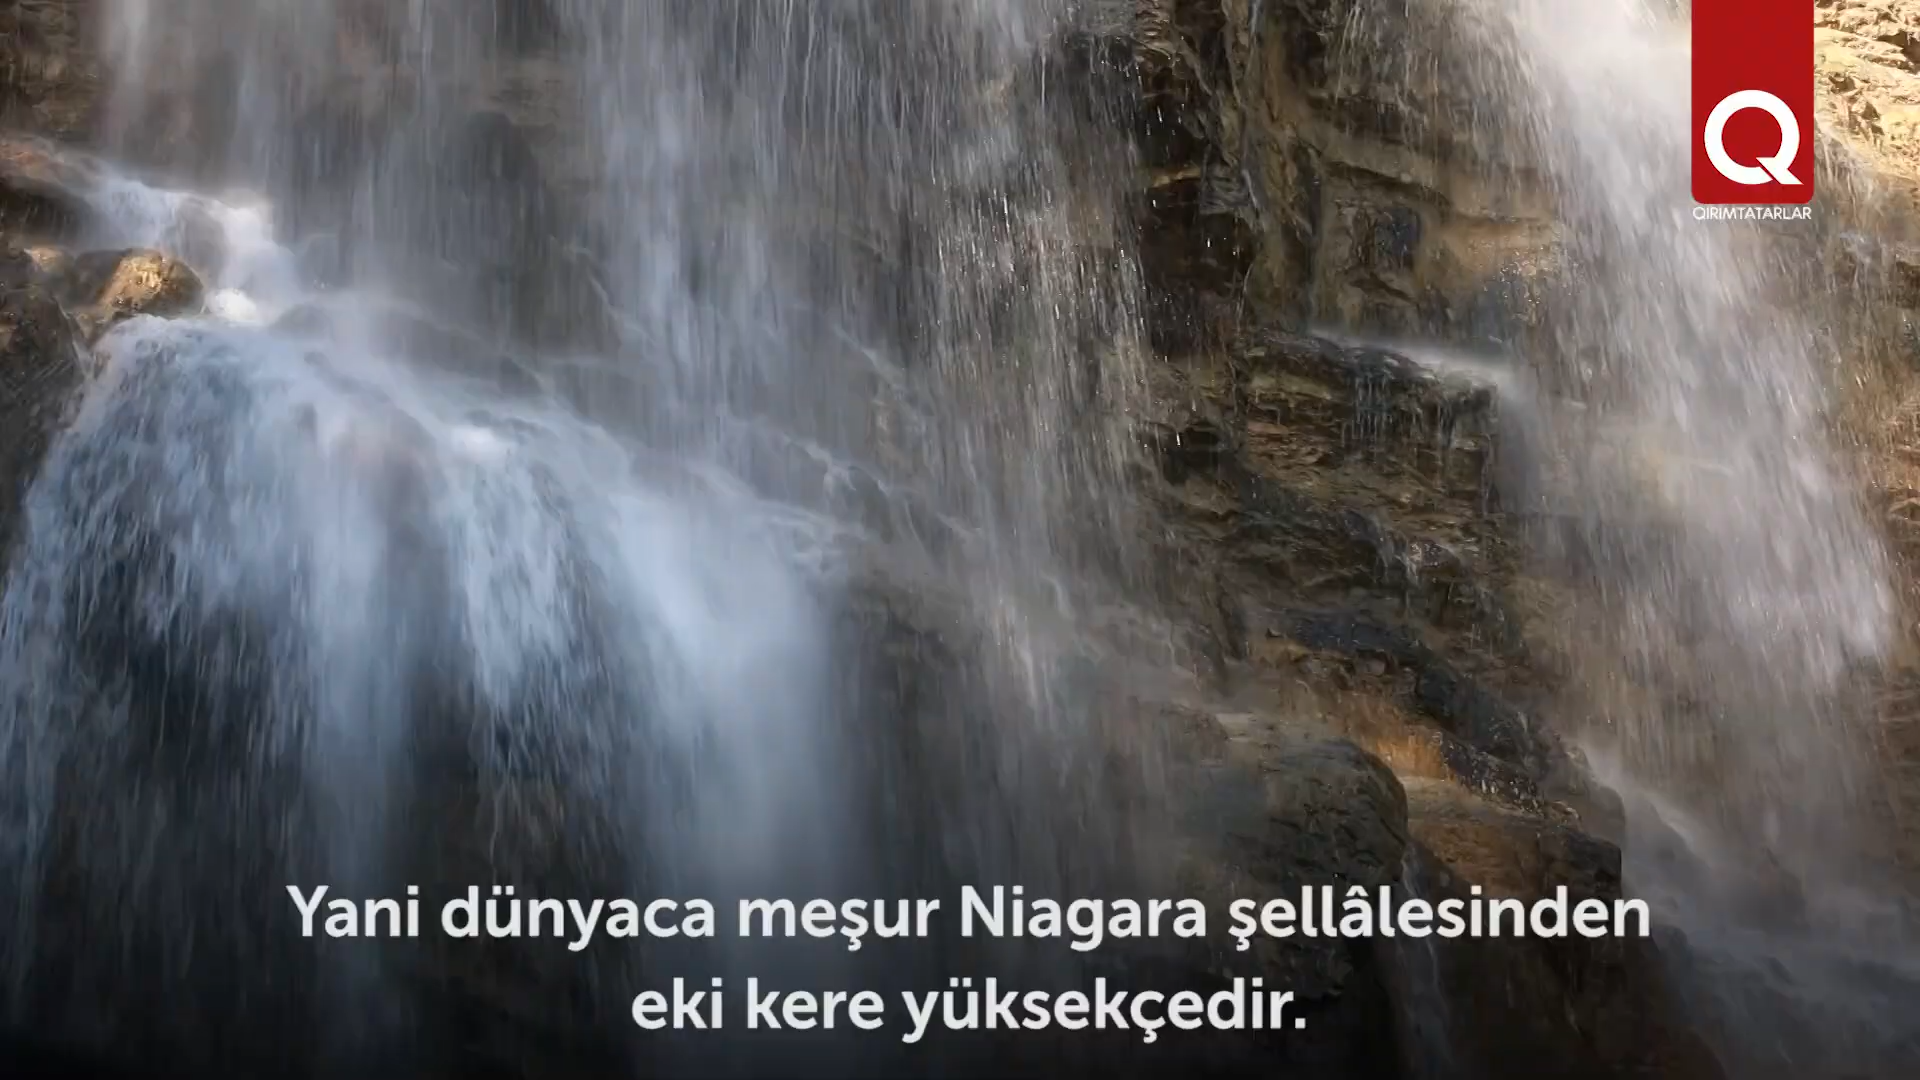 QIRIMTATARLAR
Yani dünyaca meşur Niagara şellâlesinden
eki kere yüksekçedir.